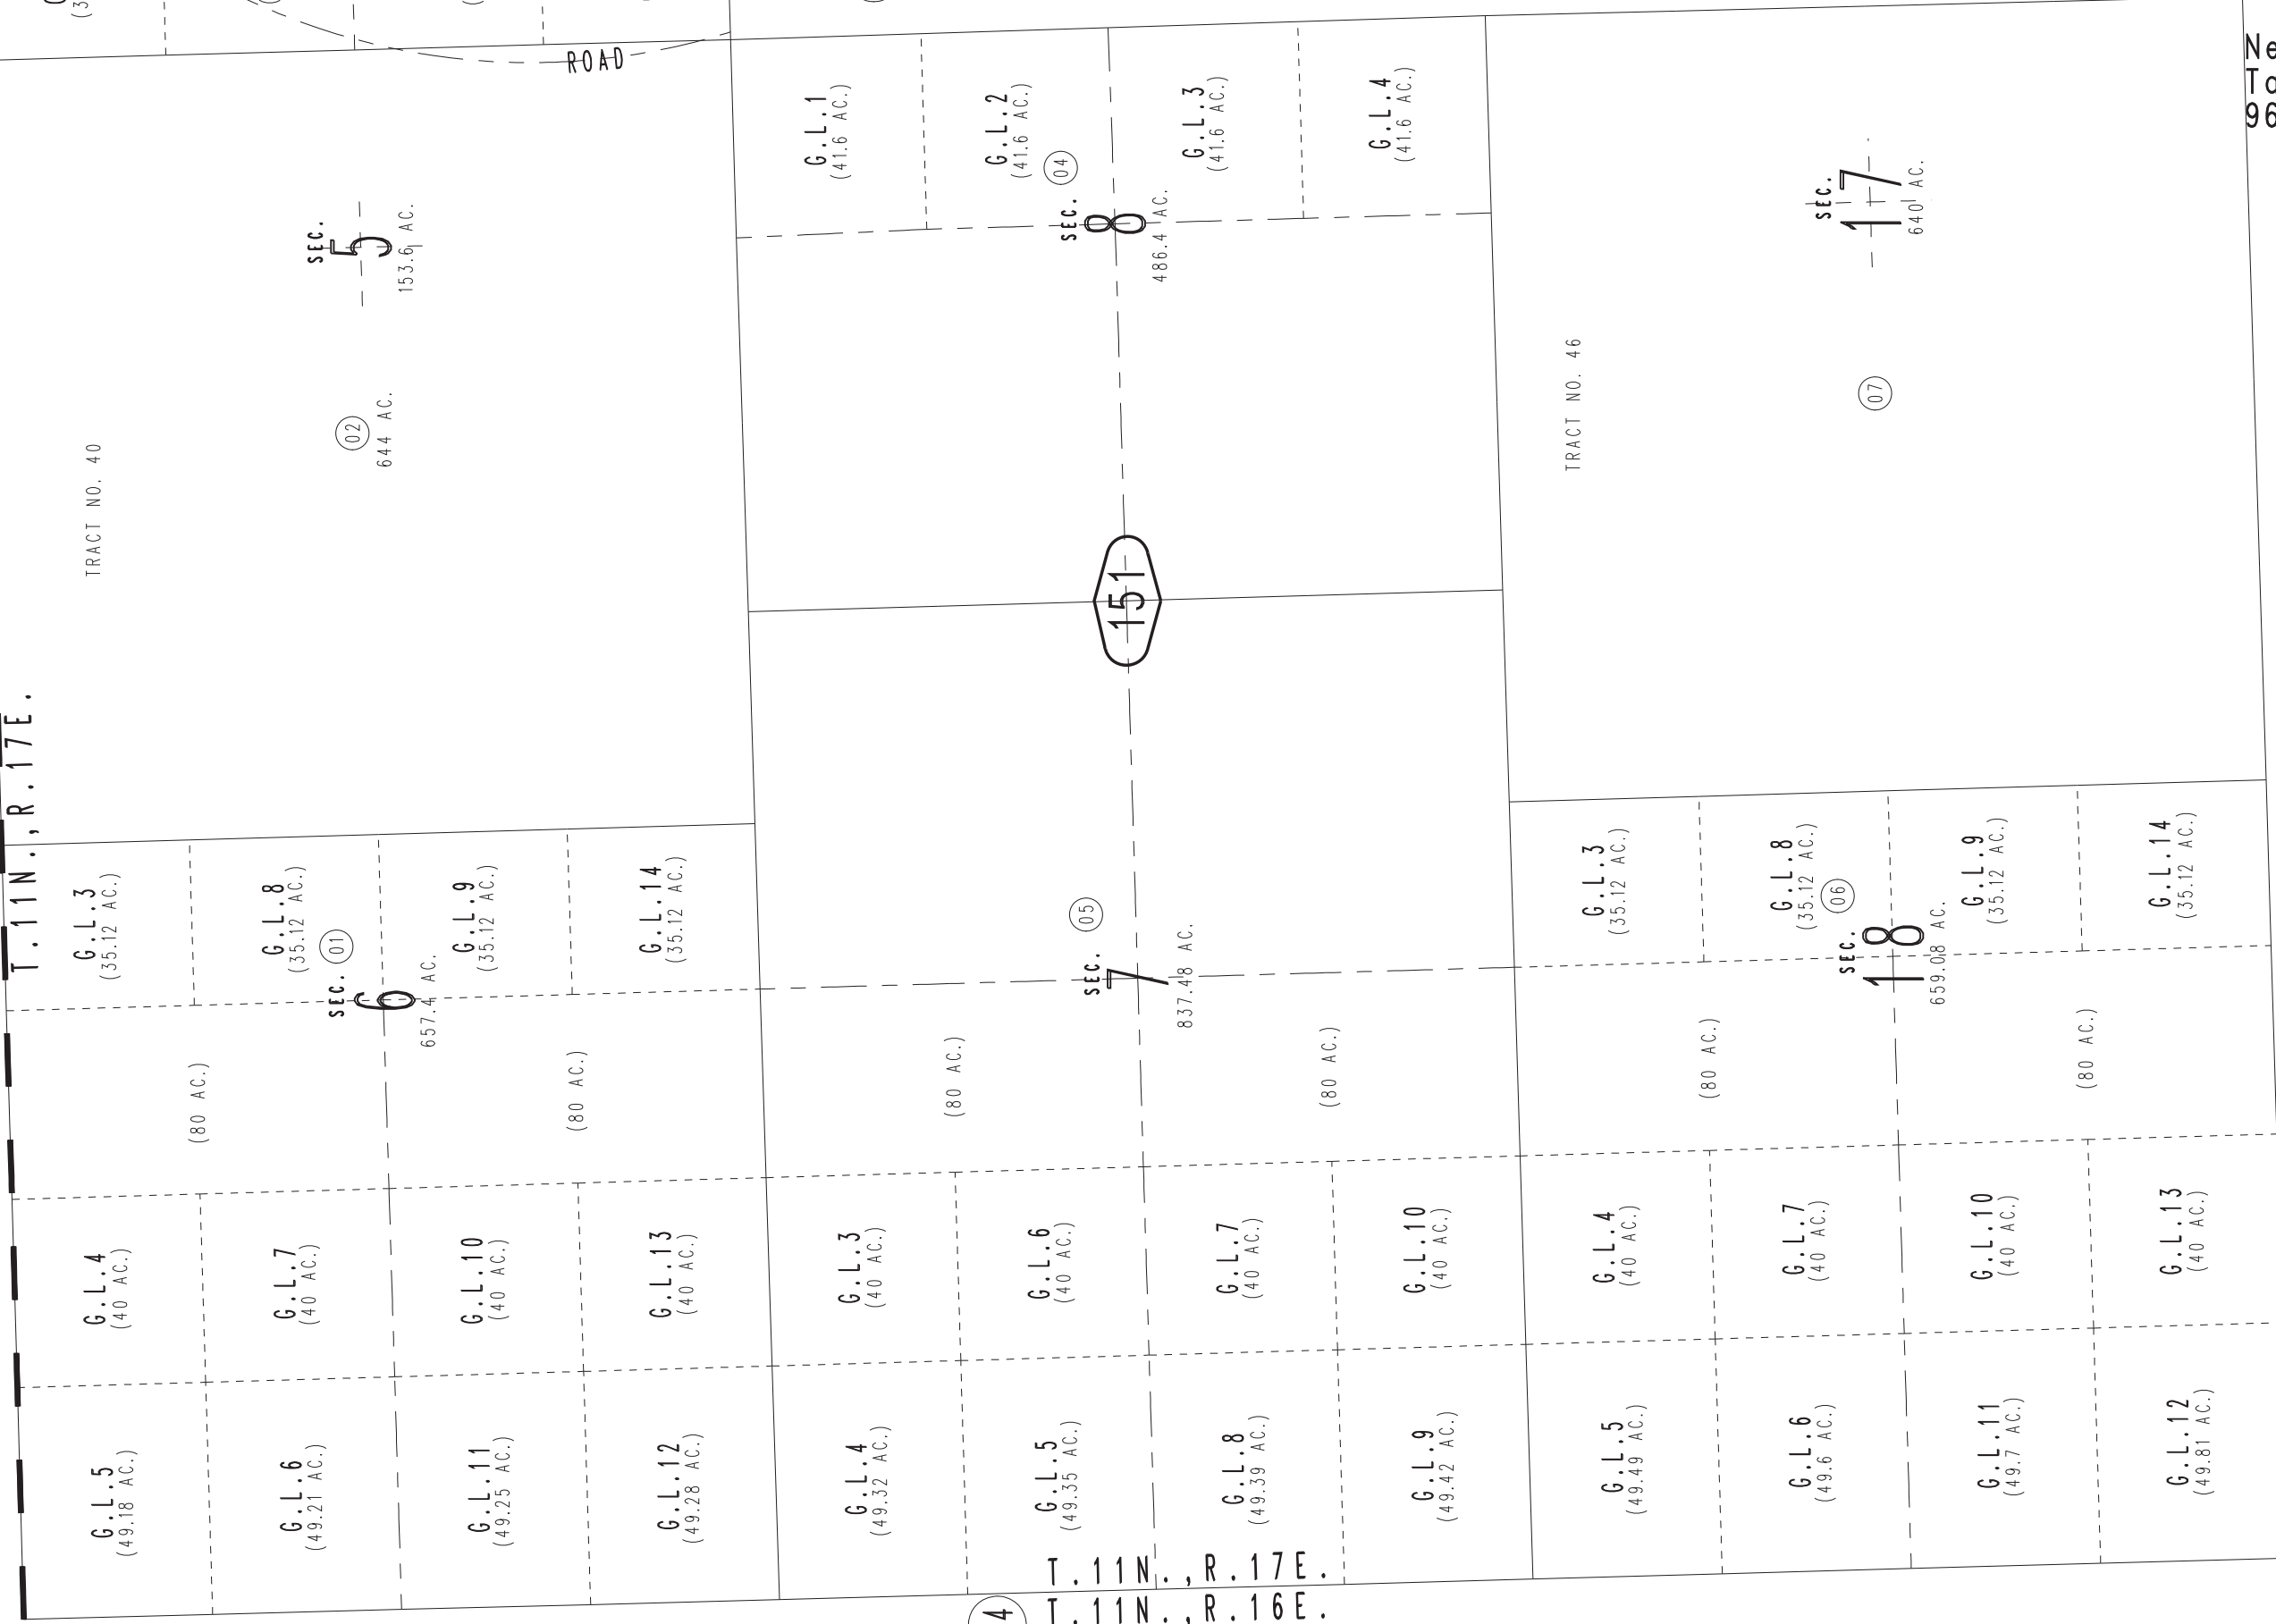 ROAD
Ne
Ta
96
T.11N.,R.17E.
TRACT NO. 40
SEC.
5
153.6 AC.
02
644 AC.
G.L.1
(41.6 AC.)
G.L.2
(41.6 AC.)
04
G.L.3
(41.6 AC.)
G.L.4
(41.6 AC.)
SEC.
8
486.4 AC.
SEC.
17
640 AC.
TRACT NO. 46
07
151
G.L.3
(35.12 AC.)
G.L.8
(35.12 AC.)
01
G.L.9
(35.12 AC.)
G.L.14
(35.12 AC.)
SEC.
6
657.4 AC.
05
SEC.
7
837.48 AC.
G.L.3
(35.12 AC.)
G.L.8
(35.12 AC.)
06
G.L.9
(35.12 AC.)
G.L.14
(35.12 AC.)
SEC.
18
659.08 AC.
(80 AC.)
(80 AC.)
(80 AC.)
(80 AC.)
(80 AC.)
(80 AC.)
G.L.4
(40 AC.)
G.L.7
(40 AC.)
G.L.10
(40 AC.)
G.L.13
(40 AC.)
G.L.3
(40 AC.)
G.L.6
(40 AC.)
G.L.7
(40 AC.)
G.L.10
(40 AC.)
G.L.4
(40 AC.)
G.L.7
(40 AC.)
G.L.10
(40 AC.)
G.L.13
(40 AC.)
G.L.5
(49.18 AC.)
G.L.6
(49.21 AC.)
G.L.11
(49.25 AC.)
G.L.12
(49.28 AC.)
G.L.4
(49.32 AC.)
G.L.5
(49.35 AC.)
G.L.8
(49.39 AC.)
G.L.9
(49.42 AC.)
G.L.5
(49.49 AC.)
G.L.6
(49.6 AC.)
G.L.11
(49.7 AC.)
G.L.12
(49.81 AC.)
T.11N.,R.17E.
T.11N.,R.16E.
4